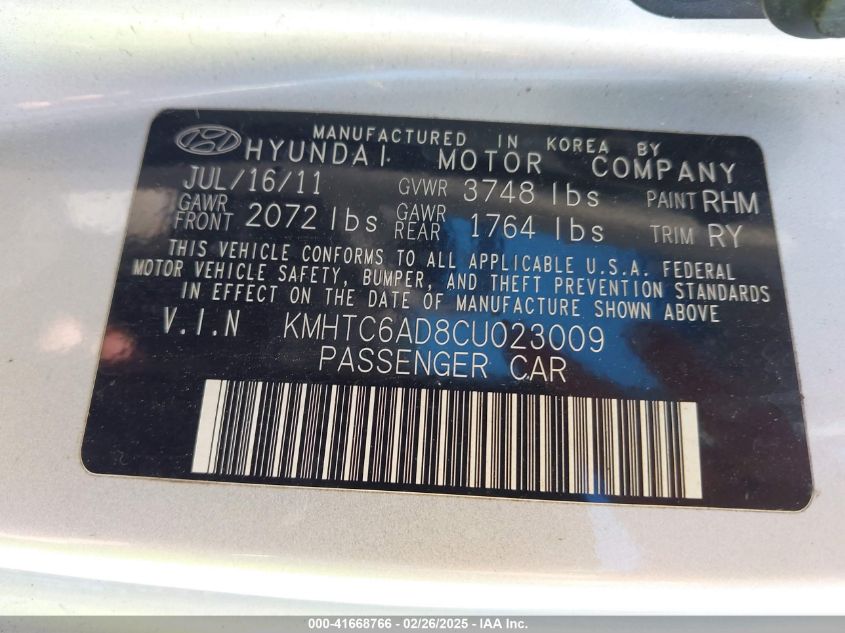 MANUFACTURED IN KOREA BY
HYUNDAI MOTOR COMPANY
JUL/16/11 GVWR 3748 lbs PAINT RHM
GAWR FRONT 2072 lbs GAWR REAR 1764 lbs TRIM RY
THIS VEHICLE CONFORMS TO ALL APPLICABLE U.S.A. FEDERAL
MOTOR VEHICLE SAFETY, BUMPER, AND THEFT PREVENTION STANDARDS
IN EFFECT ON THE DATE OF MANUFACTURE SHOWN ABOVE
V.I.N KMHTC6AD8CU023009
PASSENGER CAR
000-41668766 - 02/26/2025 - IAA Inc.